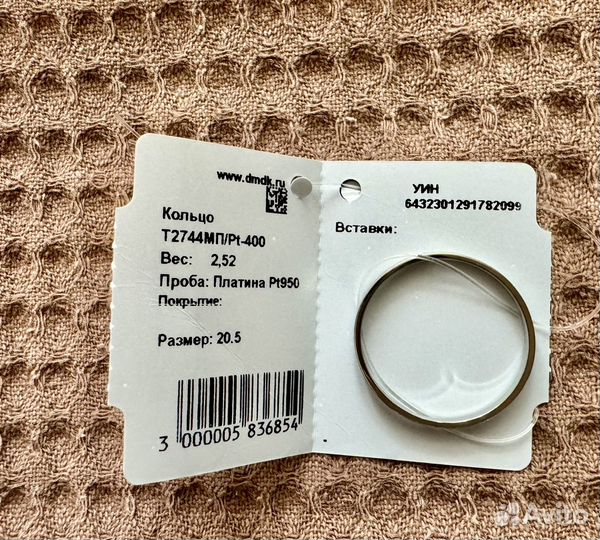 www.dmdk.ru
Кольцо
Т2744МП/Pt-400
Вес: 2,52
Проба: Платина Pt950
Покрытие:
Размер: 20.5
3 000005 836854
УИН
6432301291782099
Вставки:
Avito